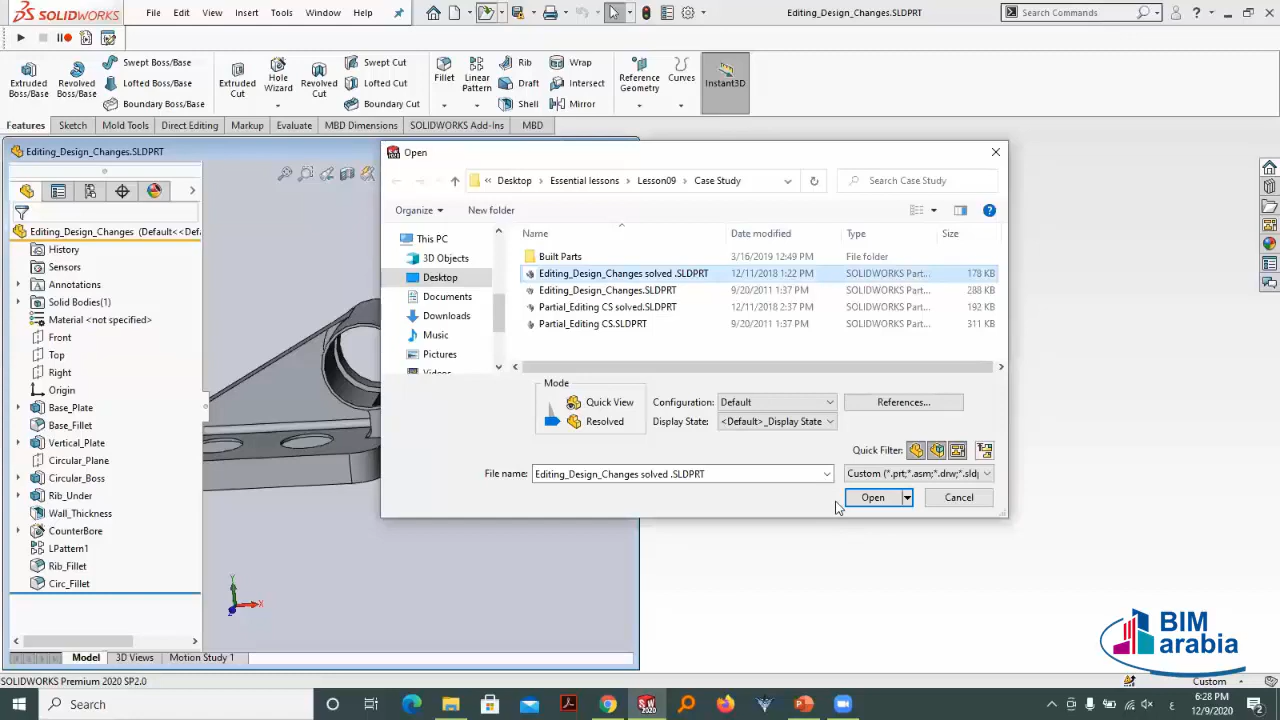 SOLIDWORKS File Edit View Insert Tools Window Help Editing_Design_Changes.SLDPRT Search Commands
Extruded Boss/Base
Revolved Boss/Base
Swept Boss/Base
Lofted Boss/Base
Boundary Boss/Base
Extruded Cut
Hole Wizard
Revolved Cut
Swept Cut
Lofted Cut
Boundary Cut
Fillet
Linear Pattern
Rib
Draft
Shell
Wrap
Intersect
Mirror
Reference Geometry
Curves
Instant3D
Features Sketch Mold Tools Direct Editing Markup Evaluate MBD Dimensions SOLIDWORKS Add-Ins MBD
Editing_Design_Changes.SLDPRT
Editing_Design_Changes (Default<<Def
History
Sensors
Annotations
Solid Bodies(1)
Material <not specified>
Front
Top
Right
Origin
Base_Plate
Base_Fillet
Vertical_Plate
Circular_Plane
Circular_Boss
Rib_Under
Wall_Thickness
CounterBore
LPattern1
Rib_Fillet
Circ_Fillet
Model 3D Views Motion Study 1
Open
« Desktop > Essential lessons > Lesson09 > Case Study
Search Case Study
Organize New folder
This PC
3D Objects
Desktop
Documents
Downloads
Music
Pictures
Videos
Name Date modified Type Size
Built Parts 3/16/2019 12:49 PM File folder
Editing_Design_Changes solved .SLDPRT 12/11/2018 1:22 PM SOLIDWORKS Part... 178 KB
Editing_Design_Changes.SLDPRT 9/20/2011 1:37 PM SOLIDWORKS Part... 288 KB
Partial_Editing CS solved.SLDPRT 12/11/2018 2:37 PM SOLIDWORKS Part... 192 KB
Partial_Editing CS.SLDPRT 9/20/2011 1:37 PM SOLIDWORKS Part... 311 KB
Mode
Quick View
Resolved
Configuration: Default
Display State: <Default>_Display State
References...
Quick Filter:
File name: Editing_Design_Changes solved .SLDPRT
Custom (*.prt;*.asm;*.drw;*.sldp
Open Cancel
Y
X
Z
BIM
arabia
SOLIDWORKS Premium 2020 SP2.0 Custom
Search
6:28 PM
12/9/2020